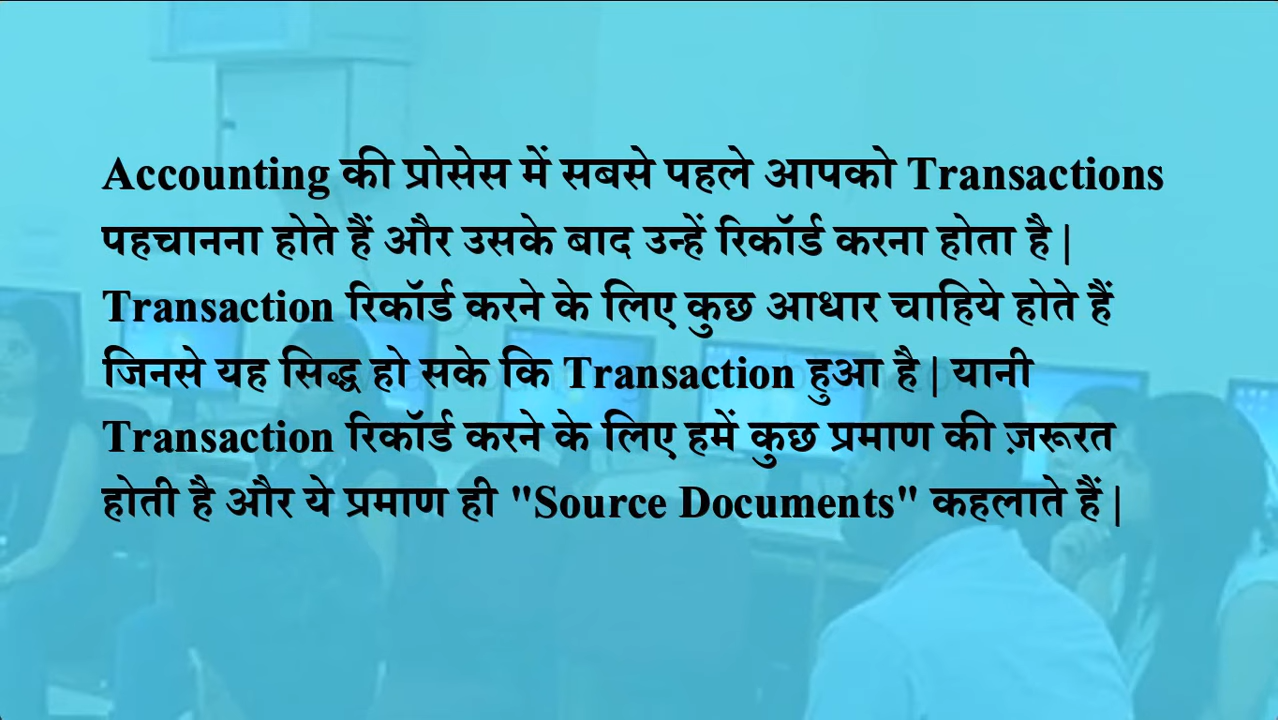 Accounting की प्रोसेस में सबसे पहले आपको Transactions
पहचानना होते हैं और उसके बाद उन्हें रिकॉर्ड करना होता है |
Transaction रिकॉर्ड करने के लिए कुछ आधार चाहिये होते हैं
जिनसे यह सिद्ध हो सके कि Transaction हुआ है | यानी
Transaction रिकॉर्ड करने के लिए हमें कुछ प्रमाण की ज़रूरत
होती है और ये प्रमाण ही "Source Documents" कहलाते हैं |